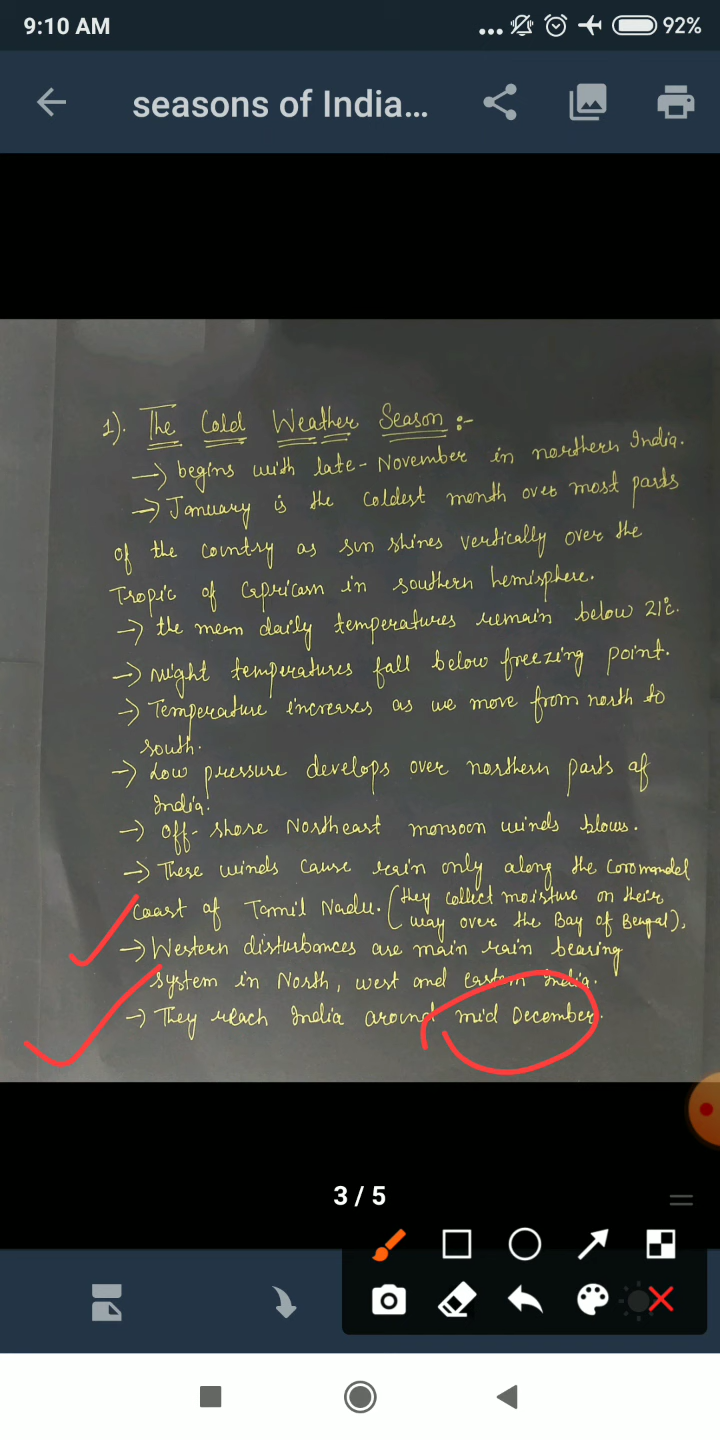 9:10 AM
92%
seasons of India...
1). The Cold Weather Season :-
→ begins with late-November in northern India.
→ January is the coldest month over most parts
of the country as sun shines vertically over the
Tropic of Capricorn in southern hemisphere.
→ the mean daily temperatures remain below 21°c.
→ night temperatures fall below freezing point.
→ Temperature increases as we move from north to
south.
→ Low pressure develops over northern parts of
India.
→ Off-shore Northeast monsoon winds blows.
→ These winds cause rain only along the Coromandel
Coast of Tamil Nadu. (they collect moisture on their
way over the Bay of Bengal).
→ Western disturbances are main rain bearing
system in North, west and eastern India.
→ They reach India around mid December.
3 / 5